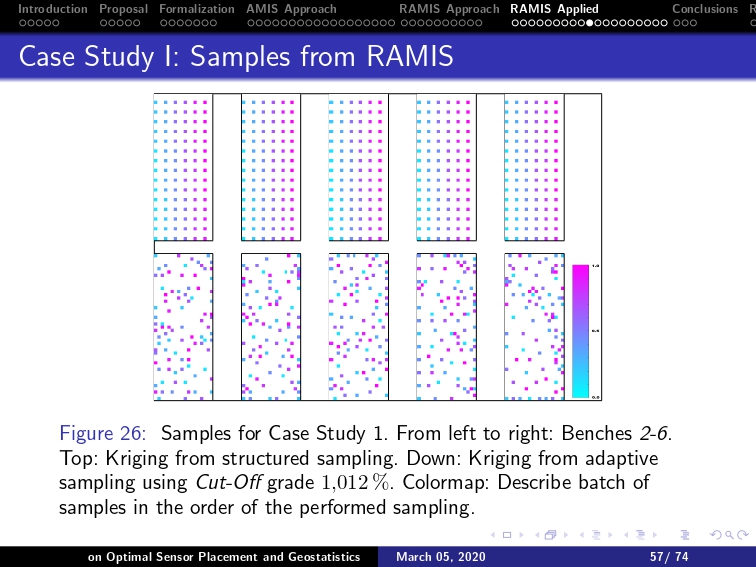 Introduction Proposal Formalization AMIS Approach RAMIS Approach RAMIS Applied Conclusions R
Case Study I: Samples from RAMIS
1.0
0.5
0.0
Figure 26: Samples for Case Study 1. From left to right: Benches 2-6.
Top: Kriging from structured sampling. Down: Kriging from adaptive
sampling using Cut-Off grade 1,012 %. Colormap: Describe batch of
samples in the order of the performed sampling.
on Optimal Sensor Placement and Geostatistics March 05, 2020 57/ 74